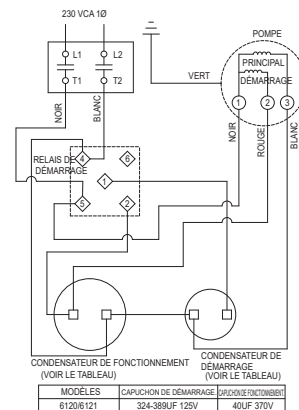 230 VCA 1Ø
L1 L2
T1 T2
NOIR
BLANC
VERT
POMPE
PRINCIPAL
DÉMARRAGE
1 2 3
NOIR
ROUGE
BLANC
RELAIS DE
DÉMARRAGE
4 6
1
5 2
CONDENSATEUR DE FONCTIONNEMENT
(VOIR LE TABLEAU)
CONDENSATEUR DE
DÉMARRAGE
(VOIR LE TABLEAU)
MODÈLES CAPUCHON DE DÉMARRAGE. CAPUCHON DE FONCTIONNEMENT.
6120/6121 324-389UF 125V 40UF 370V